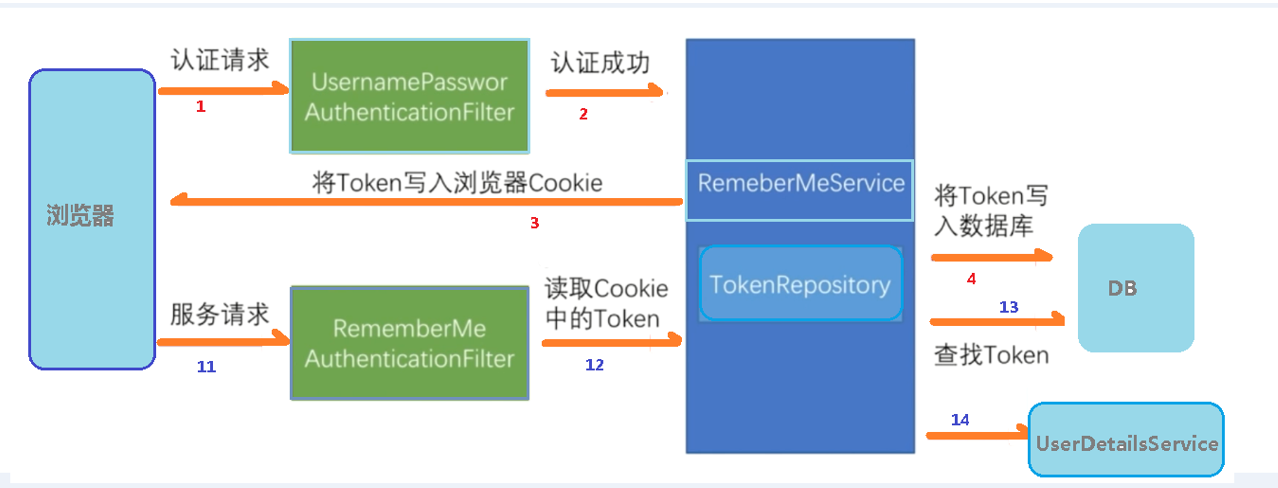 认证请求
1
UsernamePasswor
AuthenticationFilter
认证成功
2
浏览器
将Token写入浏览器Cookie
3
RemeberMeService
将Token写
入数据库
4
TokenRepository
DB
服务请求
11
RememberMe
AuthenticationFilter
读取Cookie
中的Token
12
13
查找Token
14
UserDetailsService